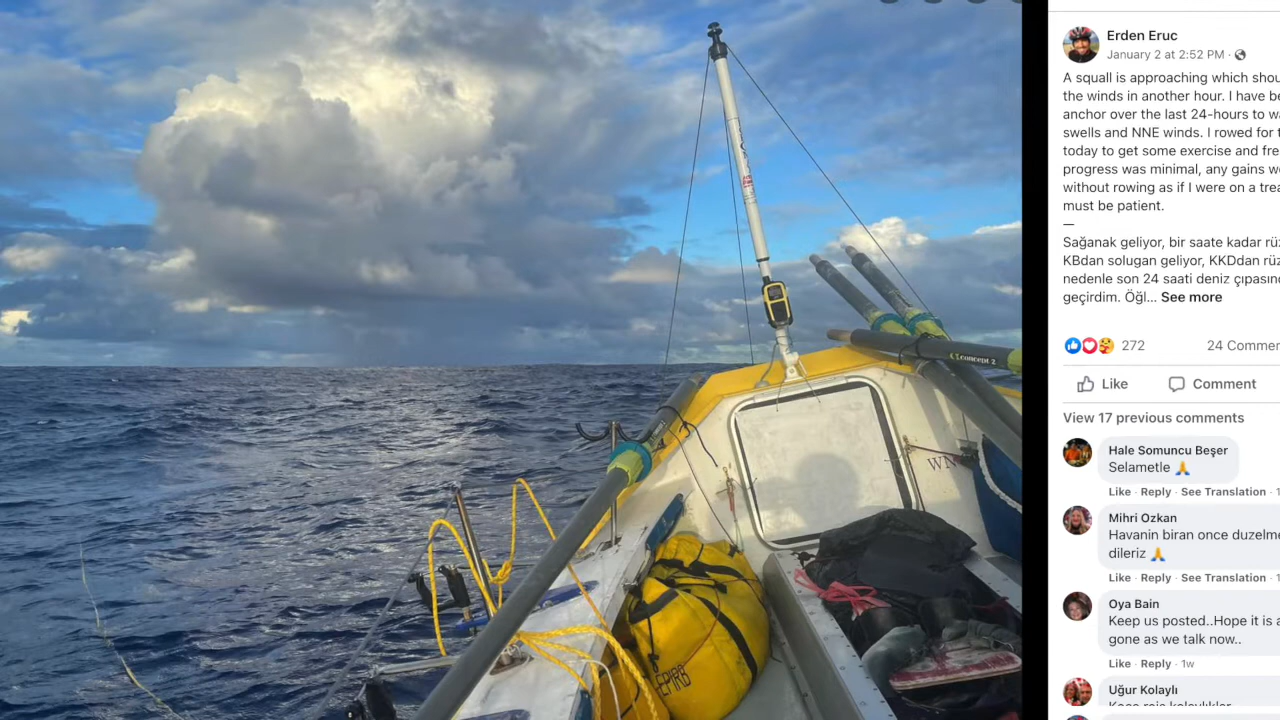 Erden Eruc
January 2 at 2:52 PM ·
A squall is approaching which shou
the winds in another hour. I have be
anchor over the last 24-hours to wa
swells and NNE winds. I rowed for
today to get some exercise and fre
progress was minimal, any gains we
without rowing as if I were on a trea
must be patient.
—
Sağanak geliyor, bir saate kadar rüz
KBdan solugan geliyor, KKDdan rüz
nedenle son 24 saati deniz çıpasınd
geçirdim. Öğl... See more
272 24 Commen
Like Comment
View 17 previous comments
Hale Somuncu Beşer
Selametle 🙏
Like · Reply · See Translation · 1
Mihri Ozkan
Havanin biran once duzelme
dileriz 🙏
Like · Reply · See Translation · 1
Oya Bain
Keep us posted..Hope it is a
gone as we talk now..
Like · Reply · 1w
Uğur Kolaylı
concept 2
WN
EPIRB